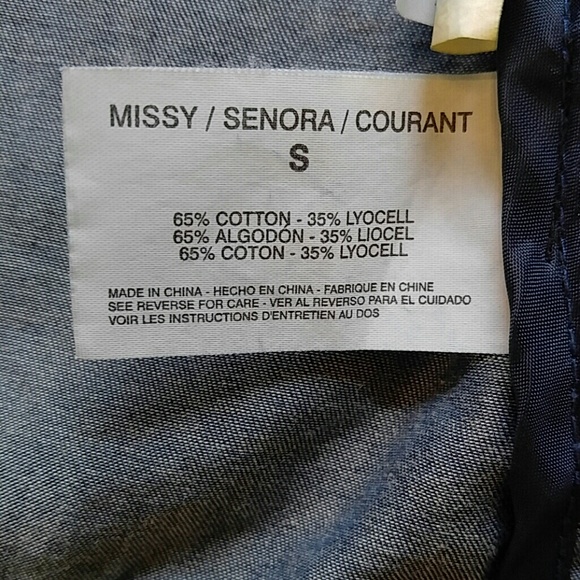 MISSY / SENORA / COURANT
S
65% COTTON - 35% LYOCELL
65% ALGODÓN - 35% LIOCEL
65% COTON - 35% LYOCELL
MADE IN CHINA - HECHO EN CHINA - FABRIQUE EN CHINE
SEE REVERSE FOR CARE - VER AL REVERSO PARA EL CUIDADO
VOIR LES INSTRUCTIONS D'ENTRETIEN AU DOS